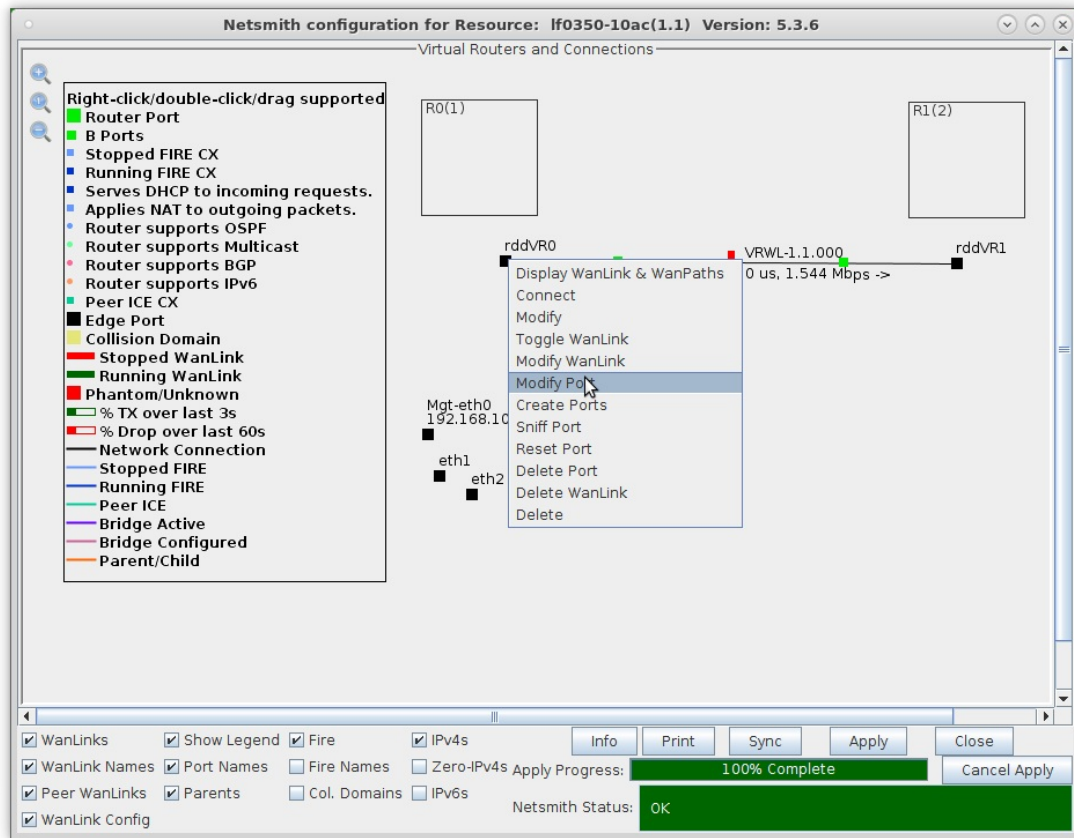 Netsmith configuration for Resource: lf0350-10ac(1.1) Version: 5.3.6
Virtual Routers and Connections
Right-click/double-click/drag supported
Router Port
B Ports
Stopped FIRE CX
Running FIRE CX
Serves DHCP to incoming requests.
Applies NAT to outgoing packets.
Router supports OSPF
Router supports Multicast
Router supports BGP
Router supports IPv6
Peer ICE CX
Edge Port
Collision Domain
Stopped WanLink
Running WanLink
Phantom/Unknown
% TX over last 3s
% Drop over last 60s
Network Connection
Stopped FIRE
Running FIRE
Peer ICE
Bridge Active
Bridge Configured
Parent/Child
R0(1)
R1(2)
rddVR0
VRWL-1.1.000
rddVR1
0 us, 1.544 Mbps ->
Display WanLink & WanPaths
Connect
Modify
Toggle WanLink
Modify WanLink
Modify Port
Create Ports
Sniff Port
Reset Port
Delete Port
Delete WanLink
Delete
Mgt-eth0
192.168.10
eth1
eth2
WanLinks Show Legend Fire IPv4s Info Print Sync Apply Close
WanLink Names Port Names Fire Names Zero-IPv4s Apply Progress: 100% Complete Cancel Apply
Peer WanLinks Parents Col. Domains IPv6s Netsmith Status: OK
WanLink Config